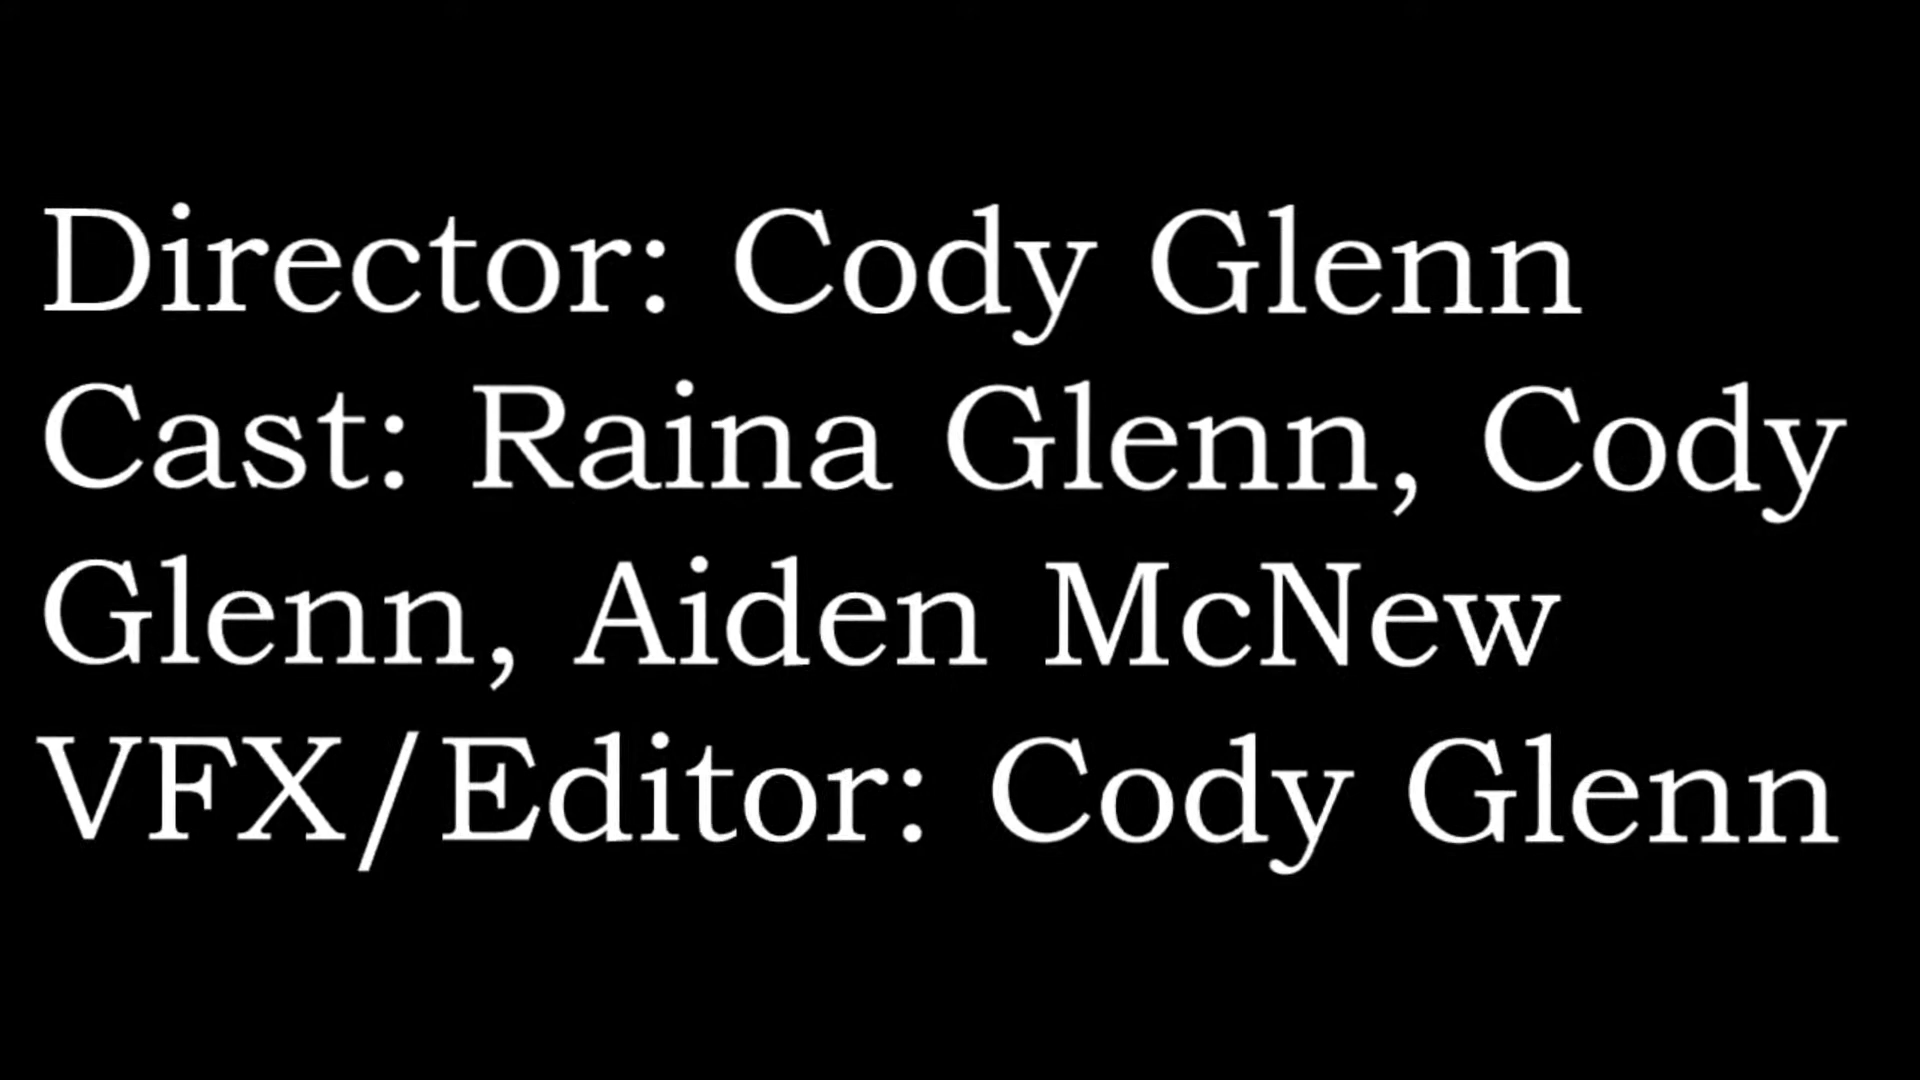 Director: Cody Glenn
Cast: Raina Glenn, Cody
Glenn, Aiden McNew
VFX/Editor: Cody Glenn